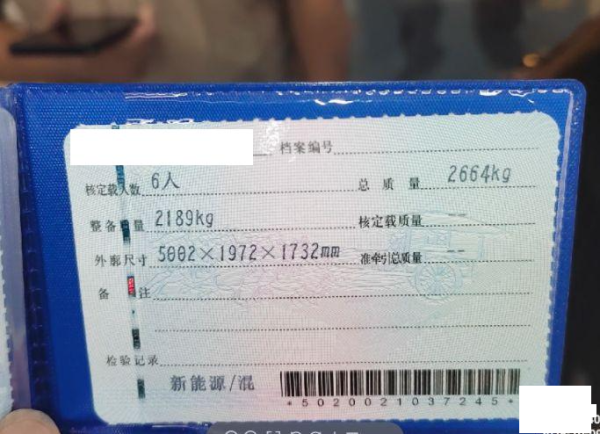 档案编号
核定载人数 6人 总质量 2664kg
整备质量 2189kg 核定载质量 --
外廓尺寸 5002×1972×1732mm 准牵引总质量 --
备注
检验记录
新能源/混
*5020021037245*